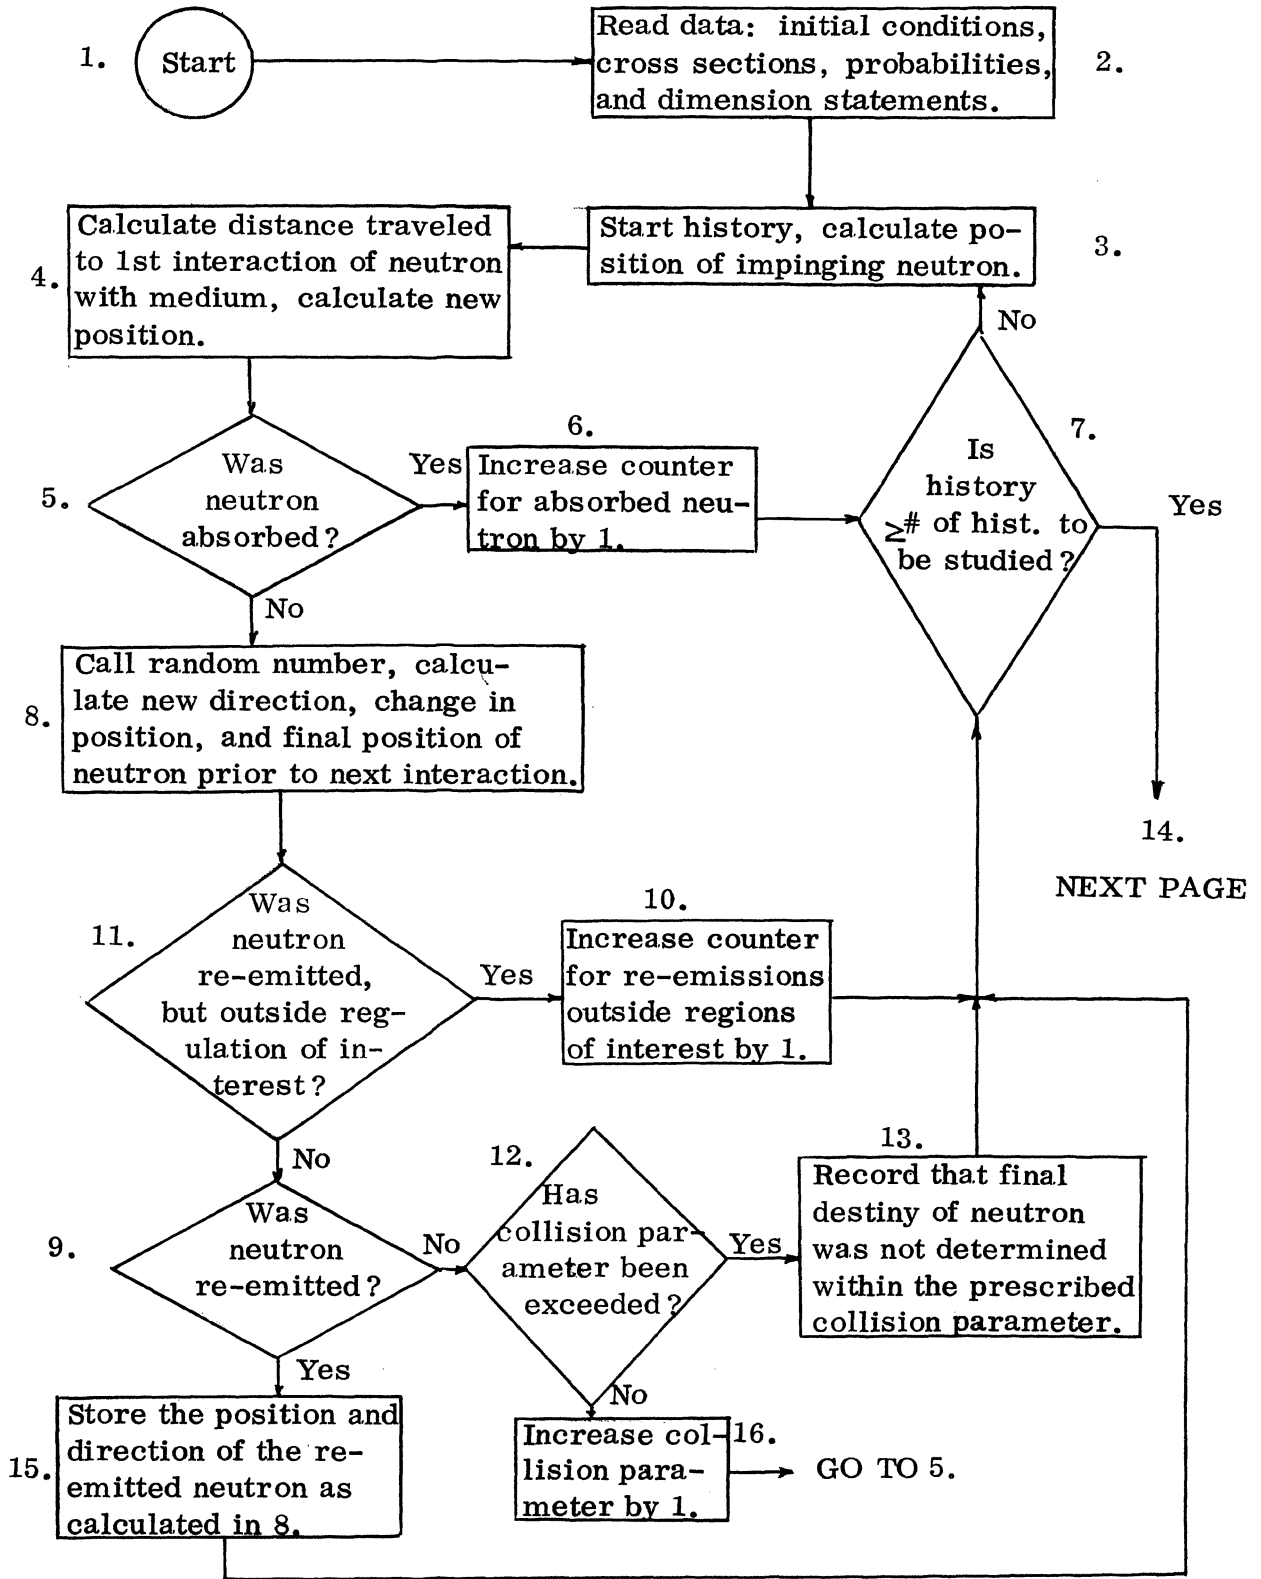 1.
Start
Read data: initial conditions,
cross sections, probabilities,
and dimension statements.
2.
Start history, calculate po-
sition of impinging neutron.
3.
4.
Calculate distance traveled
to 1st interaction of neutron
with medium, calculate new
position.
No
5.
Was
neutron
absorbed?
Yes
6.
Increase counter
for absorbed neu-
tron by 1.
7.
Is
history
≥# of hist. to
be studied?
Yes
No
8.
Call random number, calcu-
late new direction, change in
position, and final position of
neutron prior to next interaction.
14.
NEXT PAGE
11.
Was
neutron
re-emitted,
but outside reg-
ulation of in-
terest?
Yes
10.
Increase counter
for re-emissions
outside regions
of interest by 1.
No
9.
Was
neutron
re-emitted?
No
12.
Has
collision par-
ameter been
exceeded?
Yes
13.
Record that final
destiny of neutron
was not determined
within the prescribed
collision parameter.
Yes
No
15.
Store the position and
direction of the re-
emitted neutron as
calculated in 8.
Increase col-
lision para-
meter by 1.
16.
GO TO 5.